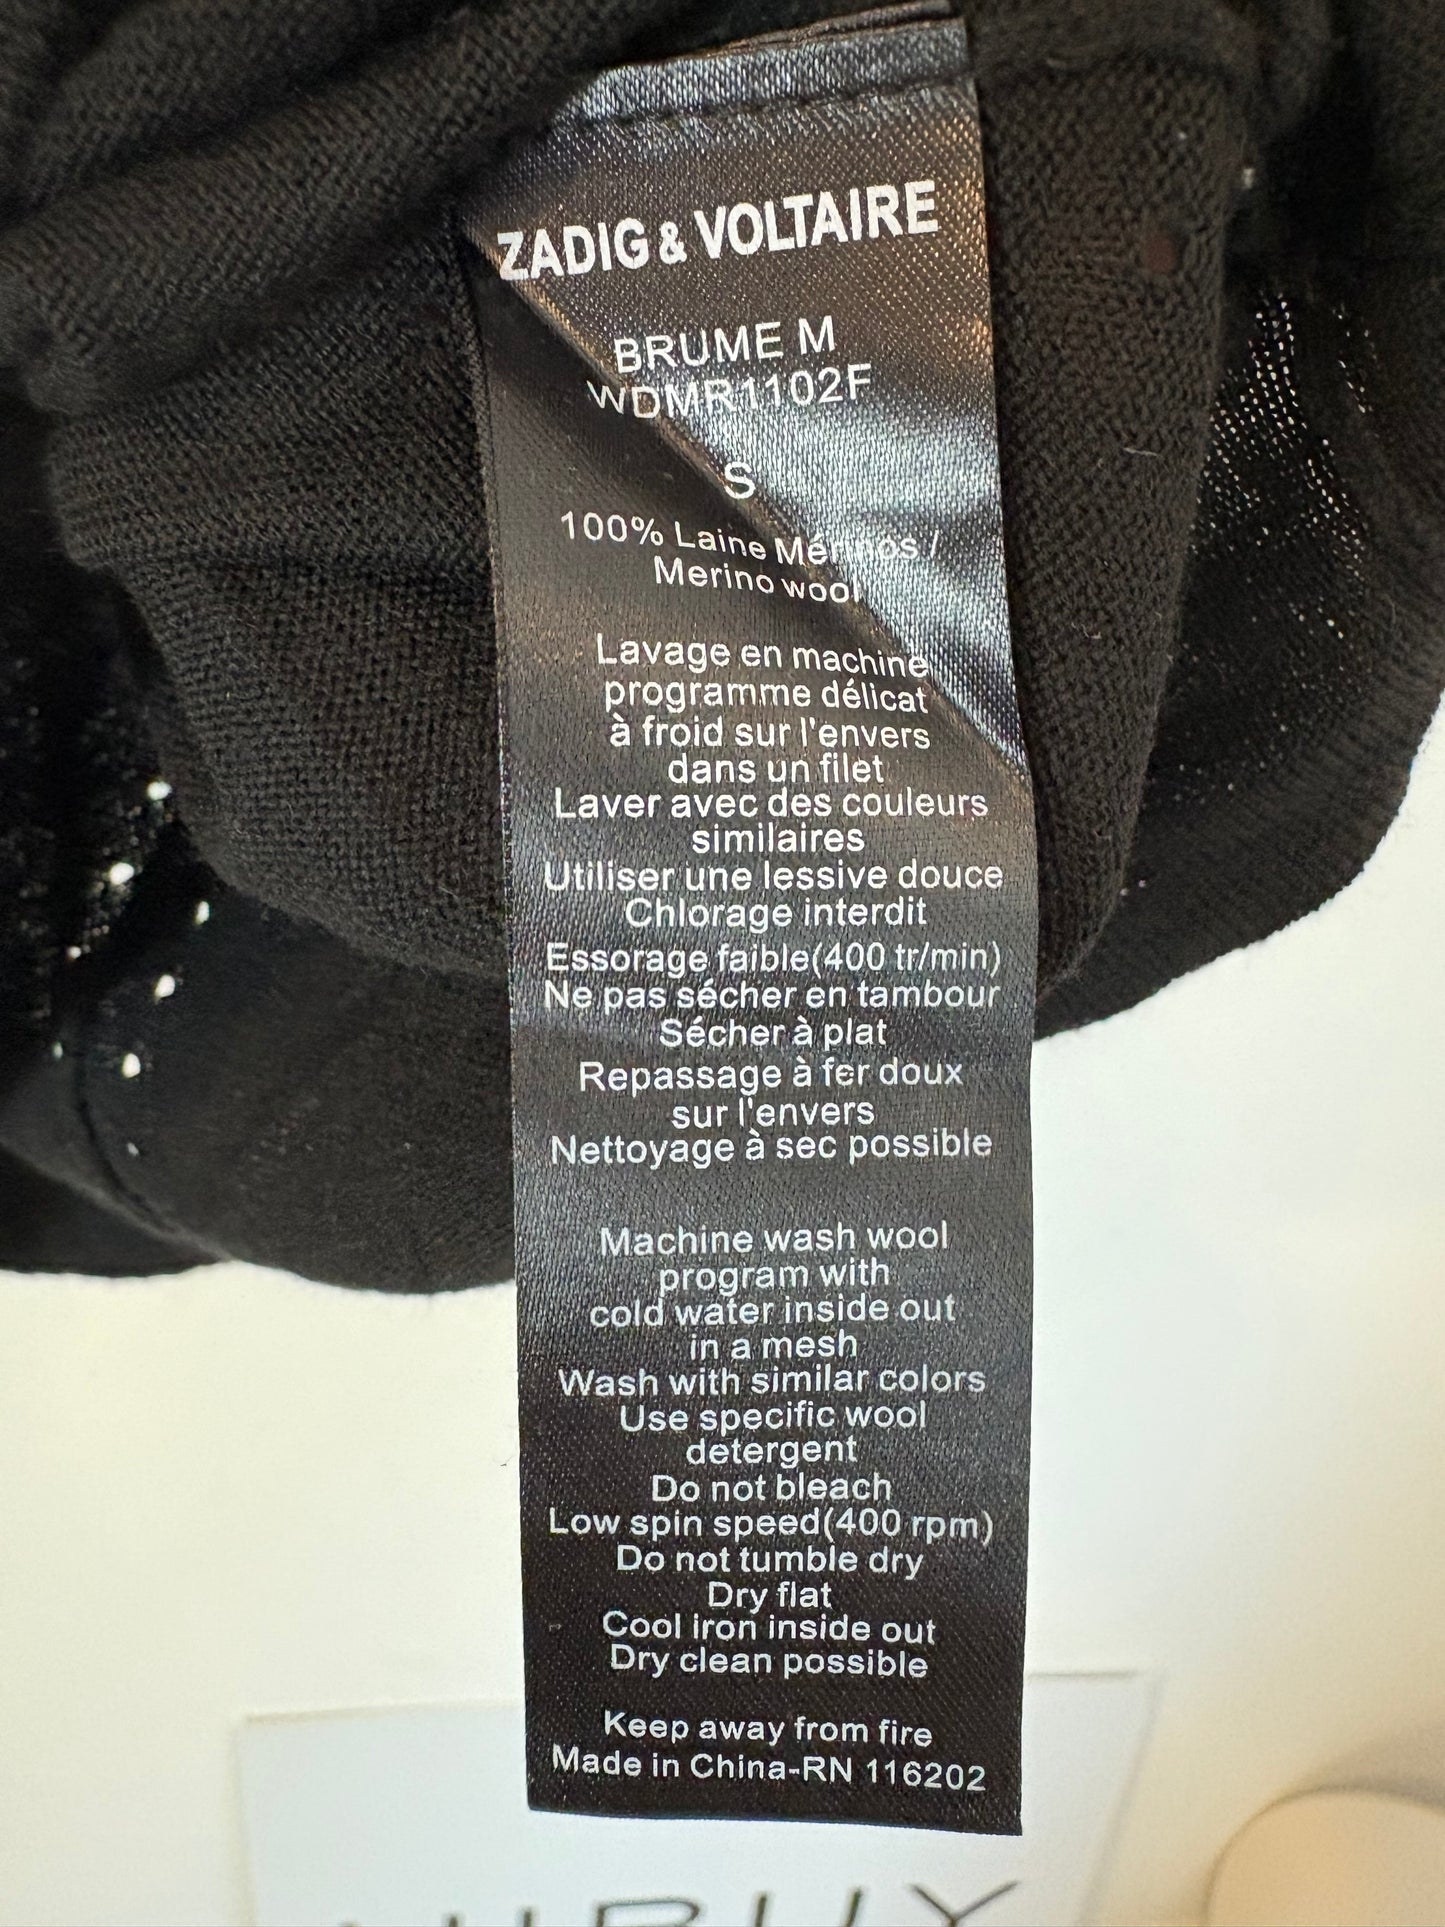 ZADIG & VOLTAIRE
BRUME M
WDMR1102F
S
100% Laine Mérinos /
Merino wool
Lavage en machine
programme délicat
à froid sur l'envers
dans un filet
Laver avec des couleurs
similaires
Utiliser une lessive douce
Chlorage interdit
Essorage faible(400 tr/min)
Ne pas sécher en tambour
Sécher à plat
Repassage à fer doux
sur l'envers
Nettoyage à sec possible
Machine wash wool
program with
cold water inside out
in a mesh
Wash with similar colors
Use specific wool
detergent
Do not bleach
Low spin speed(400 rpm)
Do not tumble dry
Dry flat
Cool iron inside out
Dry clean possible
Keep away from fire
Made in China-RN 116202